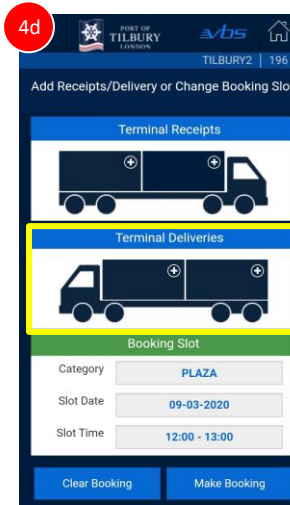 4d
PORT OF
TILBURY
LONDON
vbs
TILBURY2 | 196
Add Receipts/Delivery or Change Booking Slo
Terminal Receipts
Terminal Deliveries
Booking Slot
Category PLAZA
Slot Date 09-03-2020
Slot Time 12:00 - 13:00
Clear Booking Make Booking